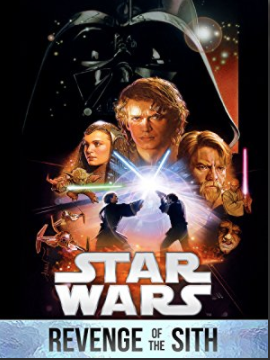 STAR
WARS
REVENGE OF THE SITH